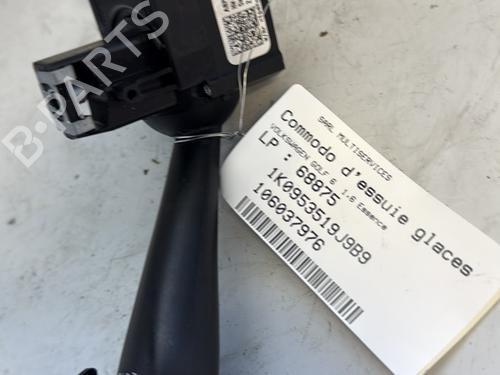 B-PARTS
SARL MULTISERVICES
Commodo d'essuie glaces
VOLKSWAGEN GOLF 6 1.6 Essence
LP : 68875
1K0953519J9B9
106037976